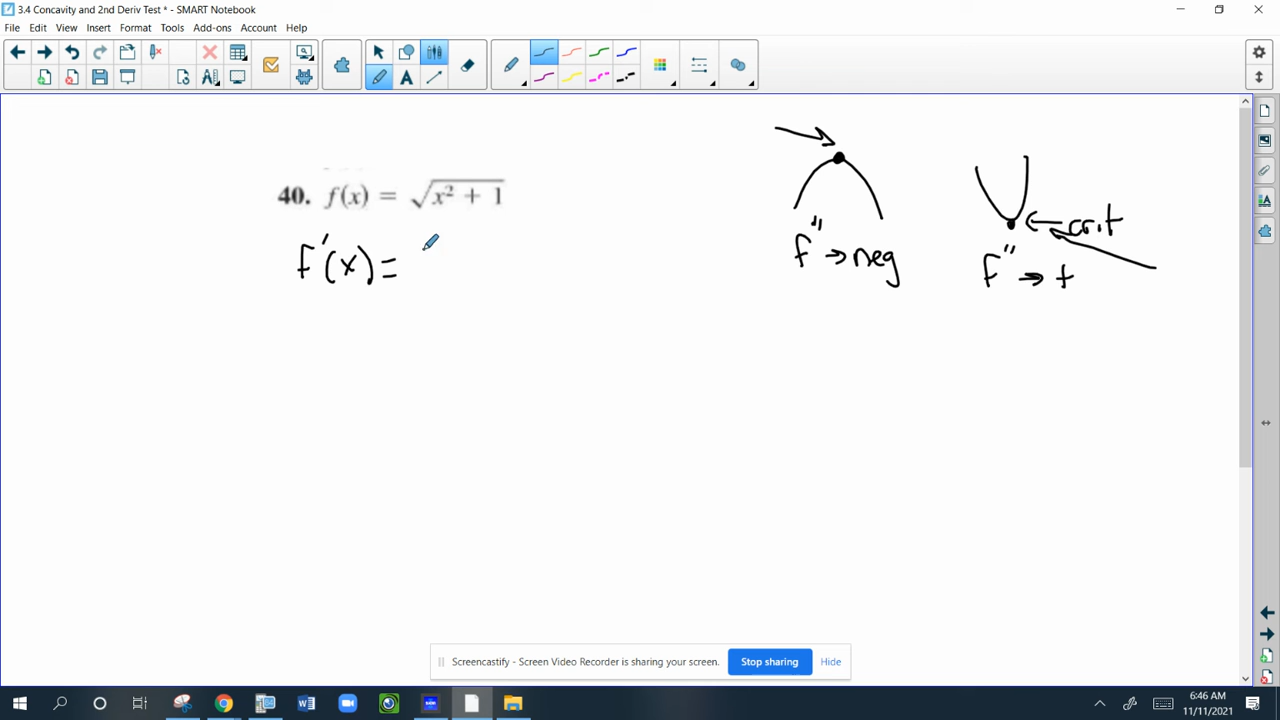 3.4 Concavity and 2nd Deriv Test * - SMART Notebook
File Edit View Insert Format Tools Add-ons Account Help
40. f(x) = √(x² + 1)
f'(x) =
f" → neg
crit
f" → +
Screencastify - Screen Video Recorder is sharing your screen. Stop sharing Hide
6:46 AM
11/11/2021